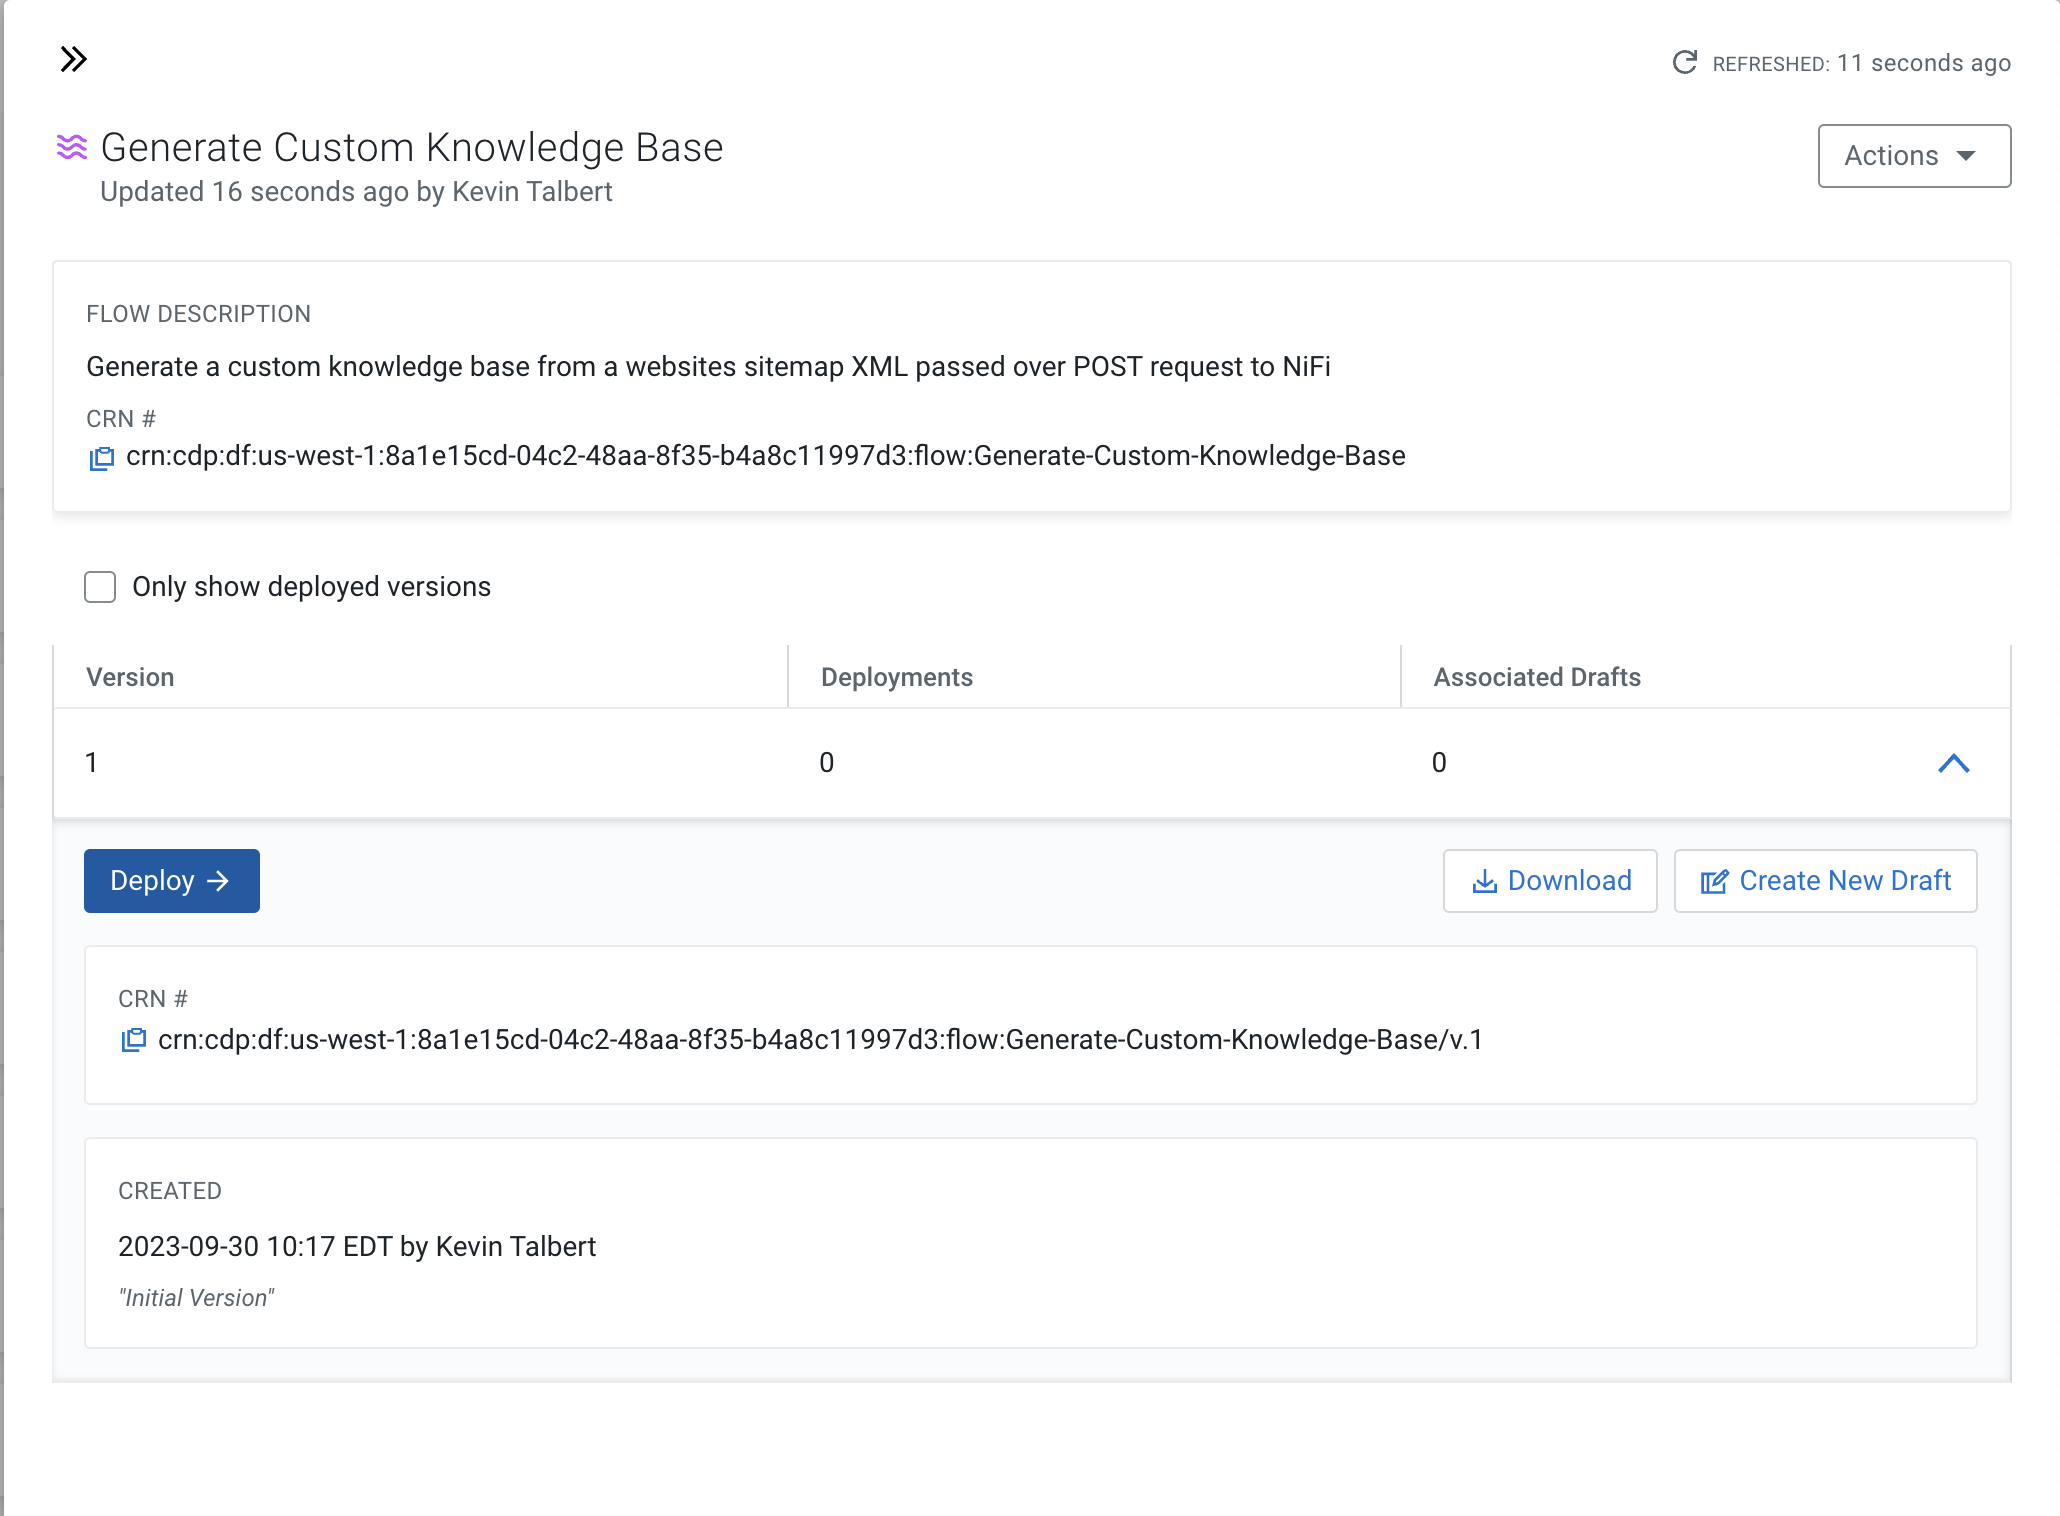 REFRESHED: 11 seconds ago
Generate Custom Knowledge Base
Updated 16 seconds ago by Kevin Talbert
Actions
FLOW DESCRIPTION
Generate a custom knowledge base from a websites sitemap XML passed over POST request to NiFi
CRN #
crn:cdp:df:us-west-1:8a1e15cd-04c2-48aa-8f35-b4a8c11997d3:flow:Generate-Custom-Knowledge-Base
Only show deployed versions
Version Deployments Associated Drafts
1 0 0
Deploy Download Create New Draft
CRN #
crn:cdp:df:us-west-1:8a1e15cd-04c2-48aa-8f35-b4a8c11997d3:flow:Generate-Custom-Knowledge-Base/v.1
CREATED
2023-09-30 10:17 EDT by Kevin Talbert
"Initial Version"